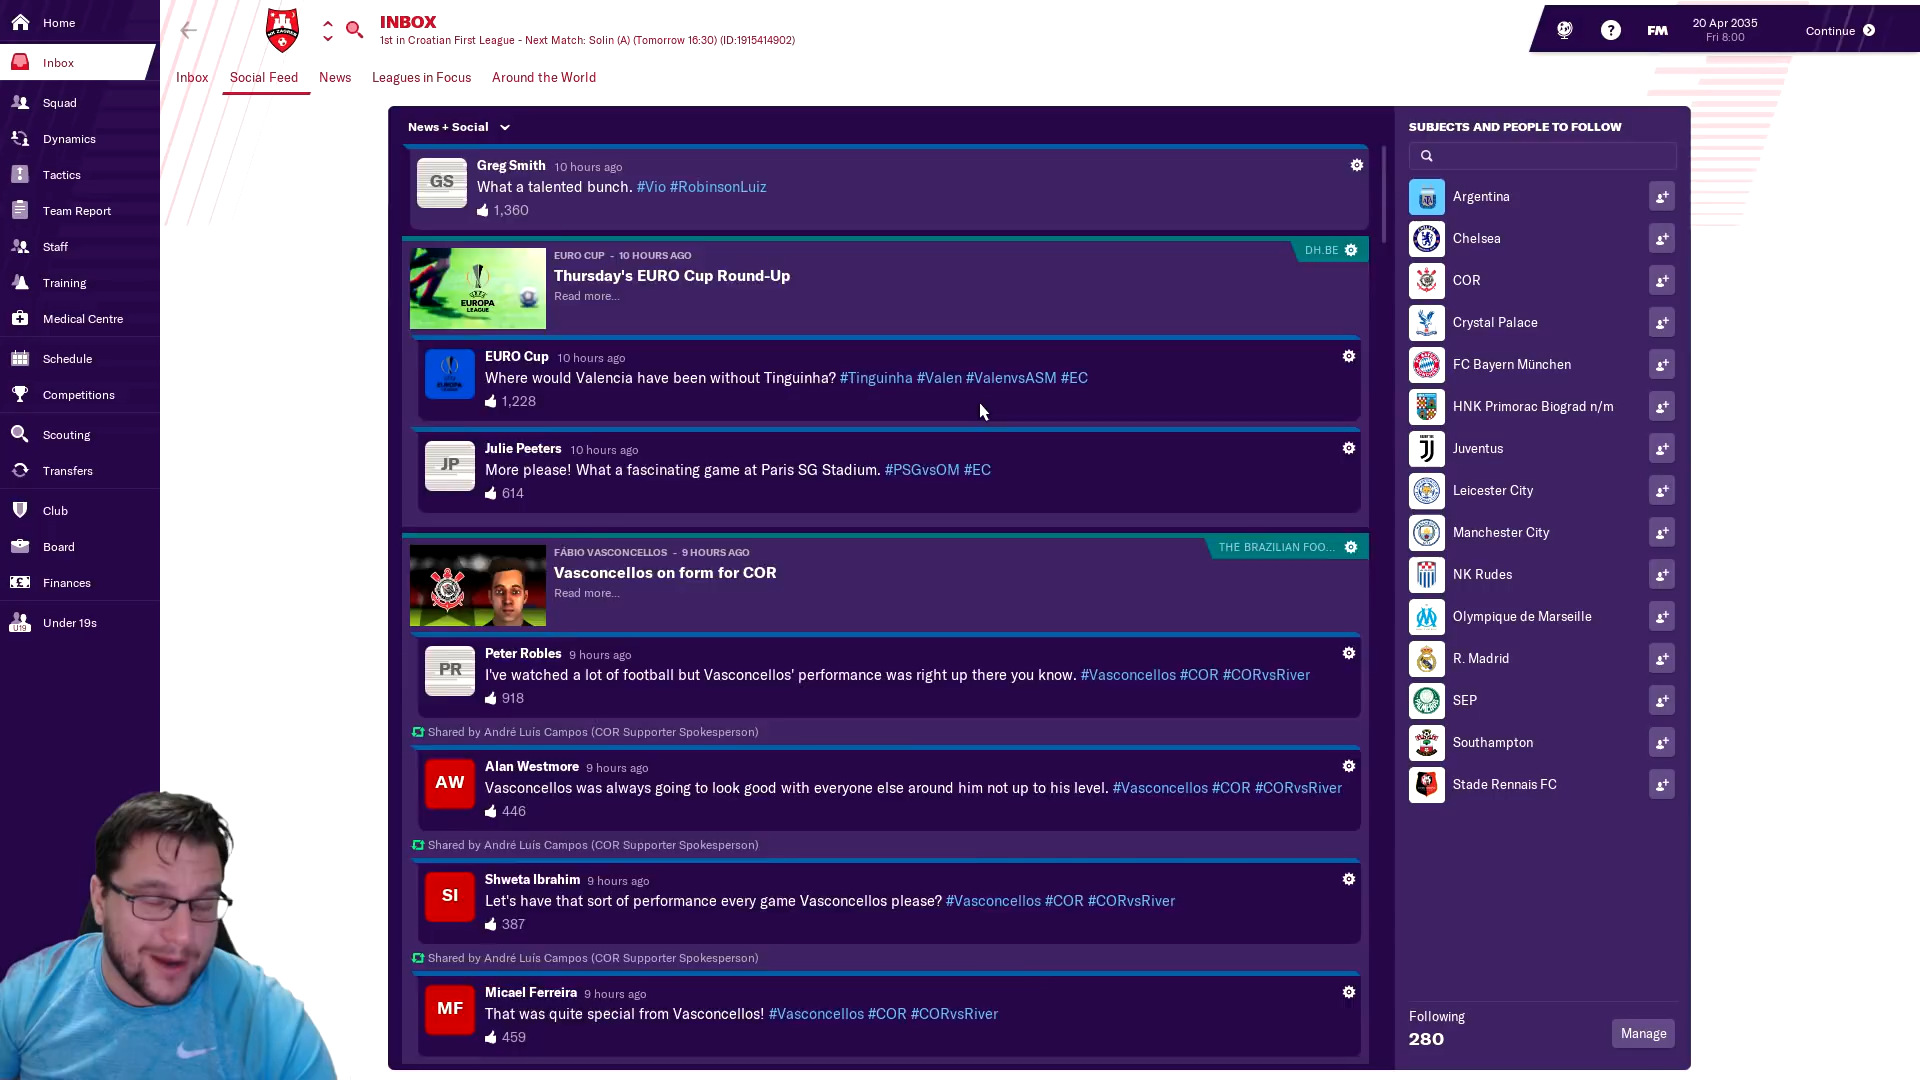 Home
Inbox
Squad
Dynamics
Tactics
Team Report
Staff
Training
Medical Centre
Schedule
Competitions
Scouting
Transfers
Club
Board
Finances
U19
Under 19s
INBOX
1st in Croatian First League - Next Match: Solin (A) (Tomorrow 16:30) (ID:1915414902)
FM
20 Apr 2035
Fri 8:00
Continue
Inbox
Social Feed
News
Leagues in Focus
Around the World
News + Social
GS
Greg Smith 10 hours ago
What a talented bunch. #Vio #RobinsonLuiz
1,360
EUROPA
LEAGUE
EURO CUP - 10 HOURS AGO
DH.BE
Thursday's EURO Cup Round-Up
Read more...
EURO Cup 10 hours ago
Where would Valencia have been without Tinguinha? #Tinguinha #Valen #ValenvsASM #EC
1,228
JP
Julie Peeters 10 hours ago
More please! What a fascinating game at Paris SG Stadium. #PSGvsOM #EC
614
FÁBIO VASCONCELLOS - 9 HOURS AGO
THE BRAZILIAN FOO...
Vasconcellos on form for COR
Read more...
PR
Peter Robles 9 hours ago
I've watched a lot of football but Vasconcellos' performance was right up there you know. #Vasconcellos #COR #CORvsRiver
918
Shared by André Luís Campos (COR Supporter Spokesperson)
AW
Alan Westmore 9 hours ago
Vasconcellos was always going to look good with everyone else around him not up to his level. #Vasconcellos #COR #CORvsRiver
446
Shared by André Luís Campos (COR Supporter Spokesperson)
SI
Shweta Ibrahim 9 hours ago
Let's have that sort of performance every game Vasconcellos please? #Vasconcellos #COR #CORvsRiver
387
Shared by André Luís Campos (COR Supporter Spokesperson)
MF
Micael Ferreira 9 hours ago
That was quite special from Vasconcellos! #Vasconcellos #COR #CORvsRiver
459
SUBJECTS AND PEOPLE TO FOLLOW
Argentina
Chelsea
COR
Crystal Palace
FC Bayern München
HNK Primorac Biograd n/m
Juventus
Leicester City
Manchester City
NK Rudes
Olympique de Marseille
R. Madrid
SEP
Southampton
Stade Rennais FC
Following
280
Manage